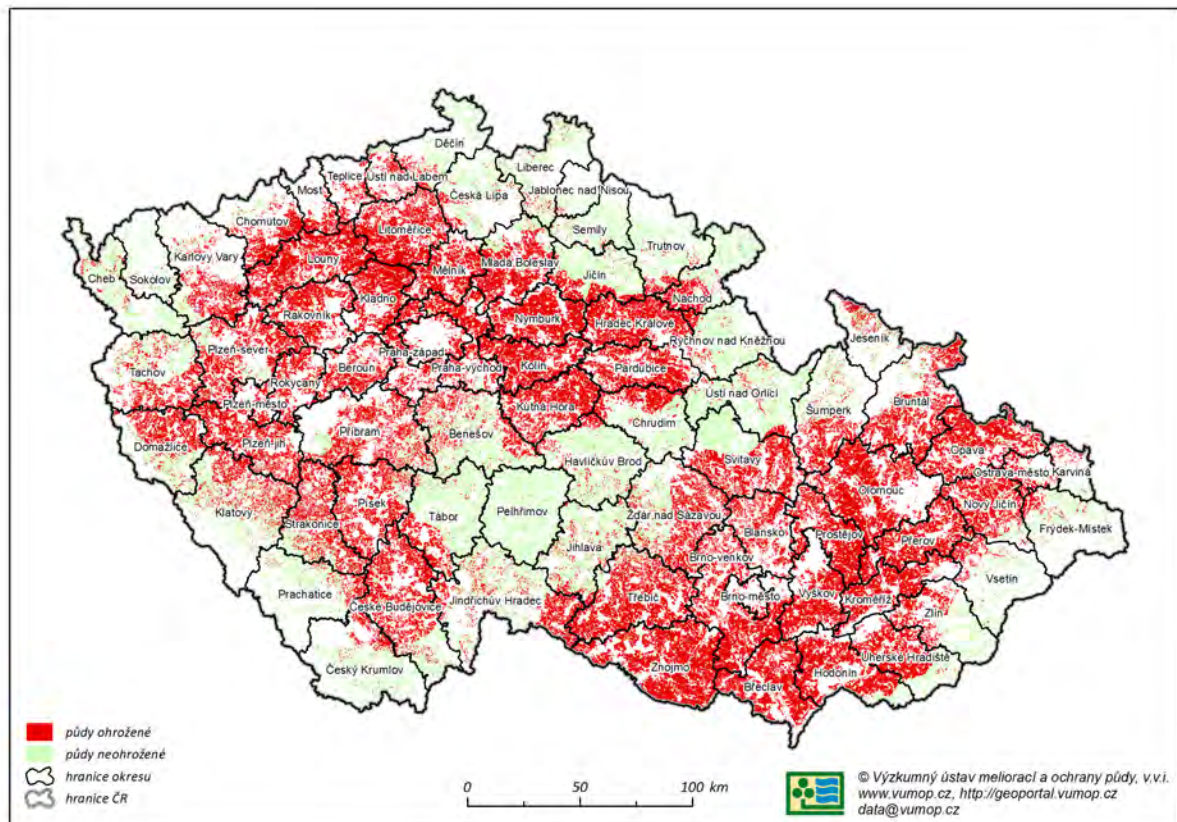 Děčín
Liberec
Teplice
Ústí nad Labem
Most
Česká Lípa
Jablonec nad Nisou
Chomutov
Litoměřice
Semily
Trutnov
Karlovy Vary
Louny
Mělník
Mladá Boleslav
Jičín
Cheb
Sokolov
Kladno
Náchod
Rakovník
Nymburk
Hradec Králové
Jeseník
Plzeň-sever
Praha-západ
Rychnov nad Kněžnou
Tachov
Rokycany
Beroun
Praha-východ
Kolín
Pardubice
Plzeň-město
Ústí nad Orlicí
Šumperk
Bruntál
Kutná Hora
Domažlice
Plzeň-jih
Příbram
Benešov
Chrudim
Opava
Havlíčkův Brod
Svitavy
Ostrava-město
Karviná
Olomouc
Klatovy
Písek
Nový Jičín
Strakonice
Tábor
Pelhřimov
Žďár nad Sázavou
Frýdek-Místek
Blansko
Prostějov
Přerov
Jihlava
Brno-venkov
Vsetín
Prachatice
České Budějovice
Jindřichův Hradec
Třebíč
Brno-město
Vyškov
Kroměříž
Zlín
Český Krumlov
Znojmo
Břeclav
Hodonín
Uherské Hradiště
půdy ohrožené
půdy neohrožené
hranice okresu
hranice ČR
0 50 100 km
© Výzkumný ústav meliorací a ochrany půdy, v.v.i.
www.vumop.cz, http://geoportal.vumop.cz
data@vumop.cz